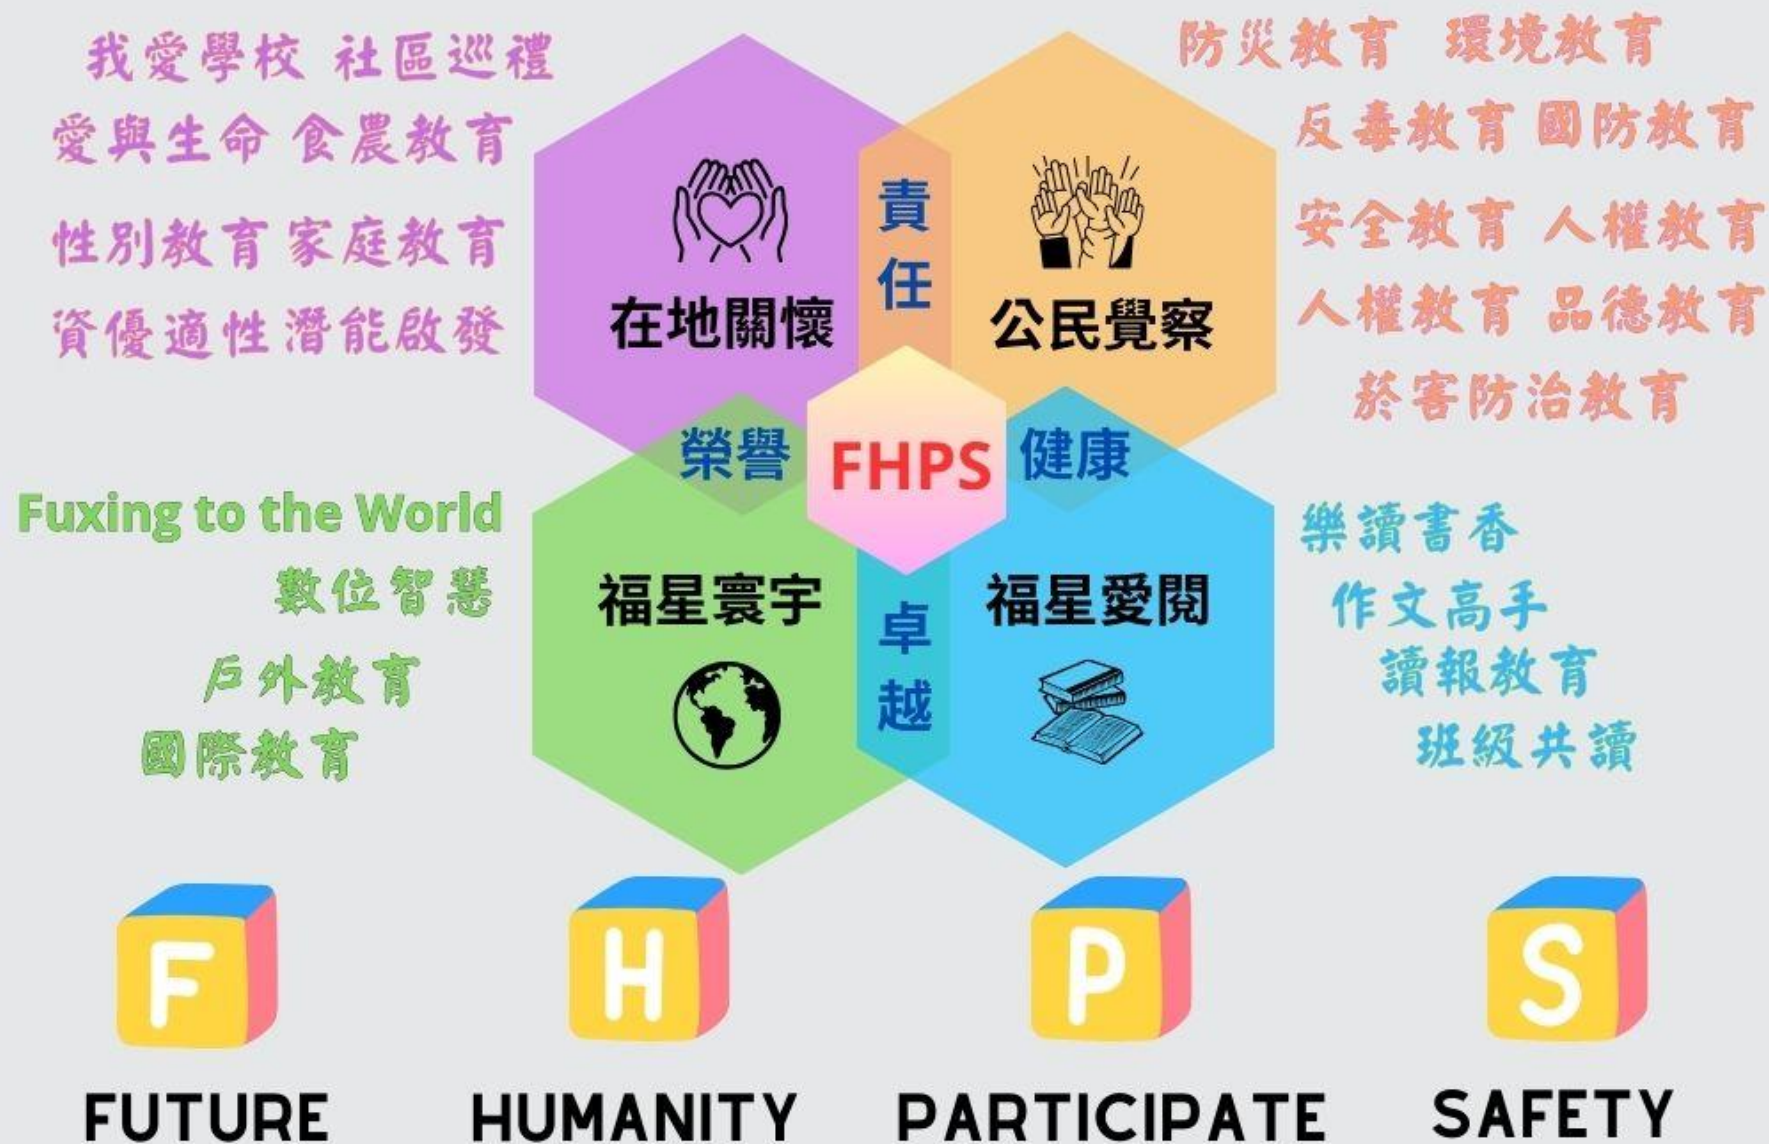 我愛學校 社區巡禮
愛與生命 食農教育
性別教育 家庭教育
資優適性 潛能啟發
防災教育 環境教育
反毒教育 國防教育
安全教育 人權教育
人權教育 品德教育
菸害防治教育
責任
在地關懷
公民覺察
榮譽
FHPS
健康
Fuxing to the World
數位智慧
戶外教育
國際教育
福星寰宇
福星愛閱
卓越
樂讀書香
作文高手
讀報教育
班級共讀
F
H
P
S
FUTURE
HUMANITY
PARTICIPATE
SAFETY